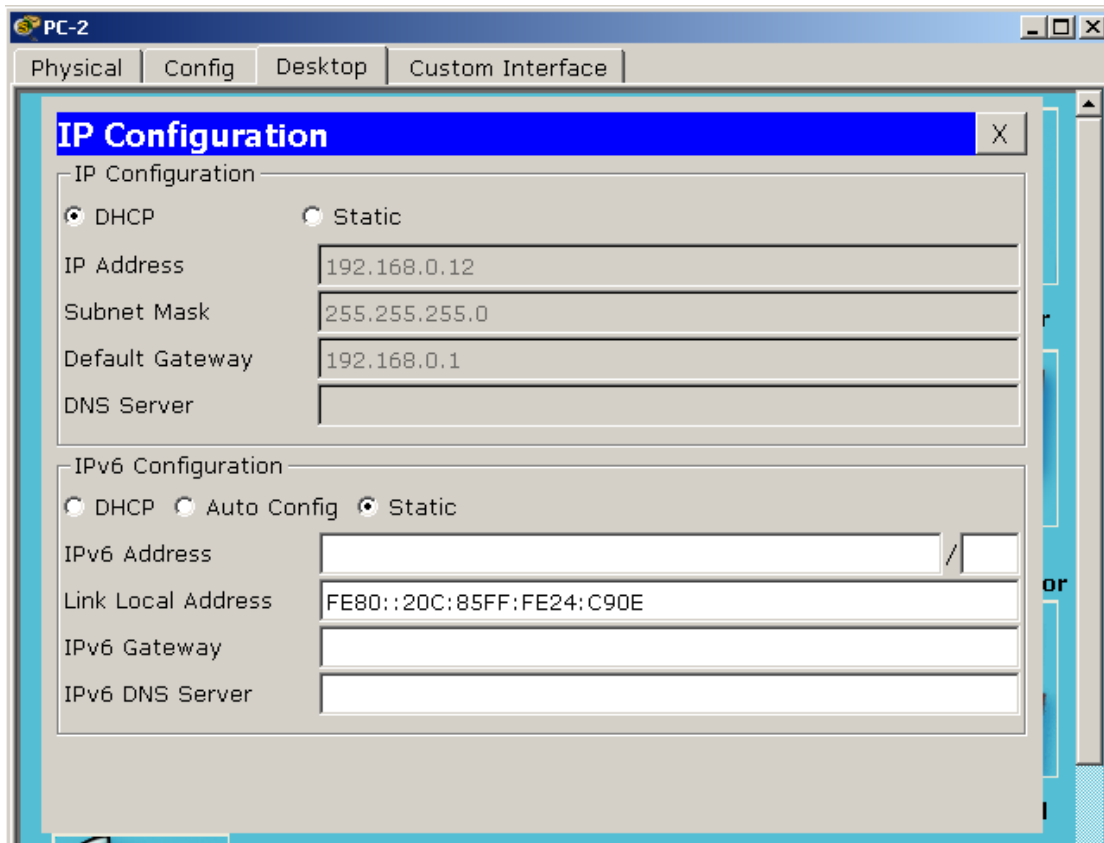 PC-2
Physical Config Desktop Custom Interface
IP Configuration X
IP Configuration
DHCP Static
IP Address 192.168.0.12
Subnet Mask 255.255.255.0
r
Default Gateway 192.168.0.1
DNS Server
IPv6 Configuration
DHCP Auto Config Static
IPv6 Address /
or
Link Local Address FE80::20C:85FF:FE24:C90E
IPv6 Gateway
IPv6 DNS Server